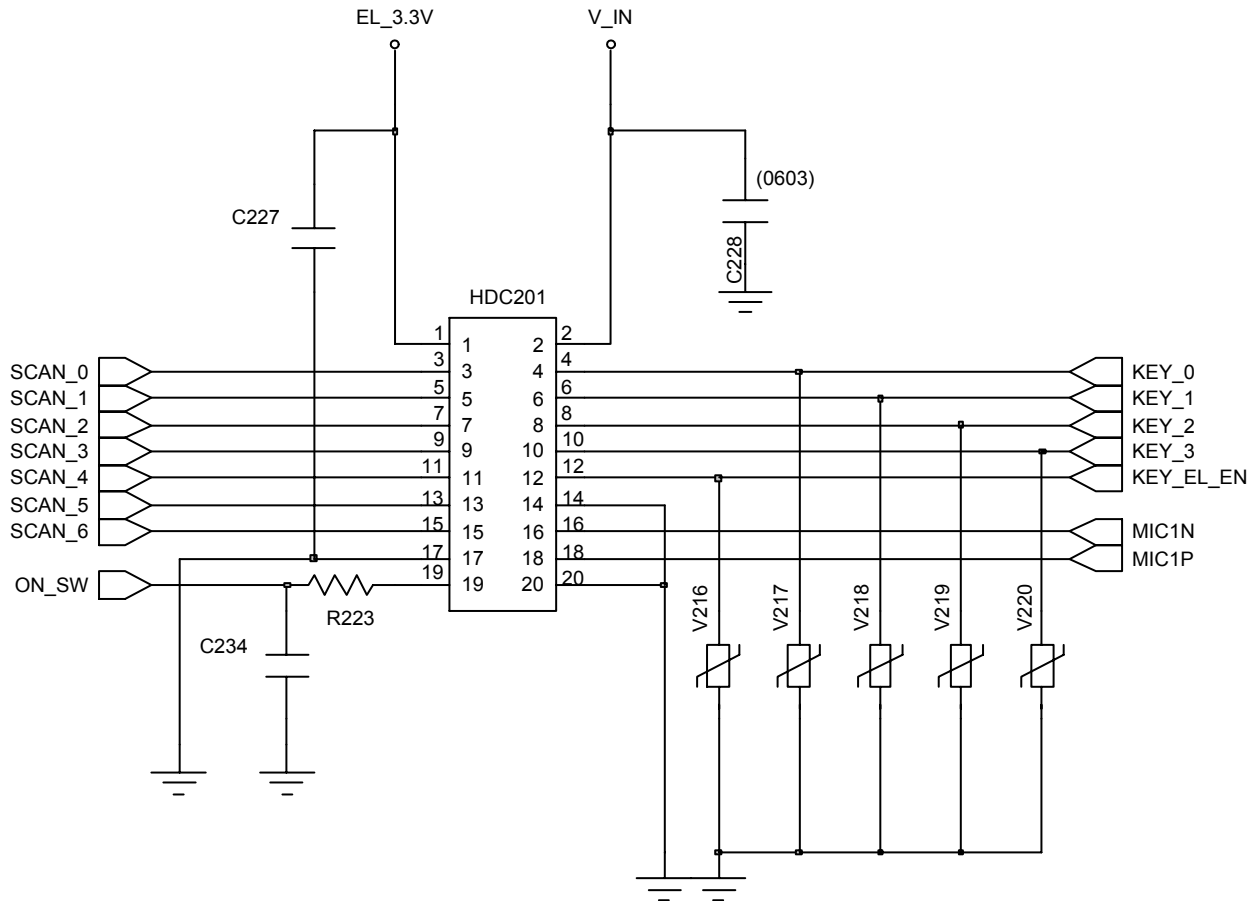 EL_3.3V V_IN
(0603)
C227
C228
HDC201
1 1 2 2
SCAN_0 3 3 4 4 KEY_0
SCAN_1 5 5 6 6 KEY_1
SCAN_2 7 7 8 8 KEY_2
SCAN_3 9 9 10 10 KEY_3
SCAN_4 11 11 12 12 KEY_EL_EN
SCAN_5 13 13 14 14
SCAN_6 15 15 16 16 MIC1N
17 17 18 18 MIC1P
ON_SW 19 19 20 20
R223
C234
V216 V217 V218 V219 V220